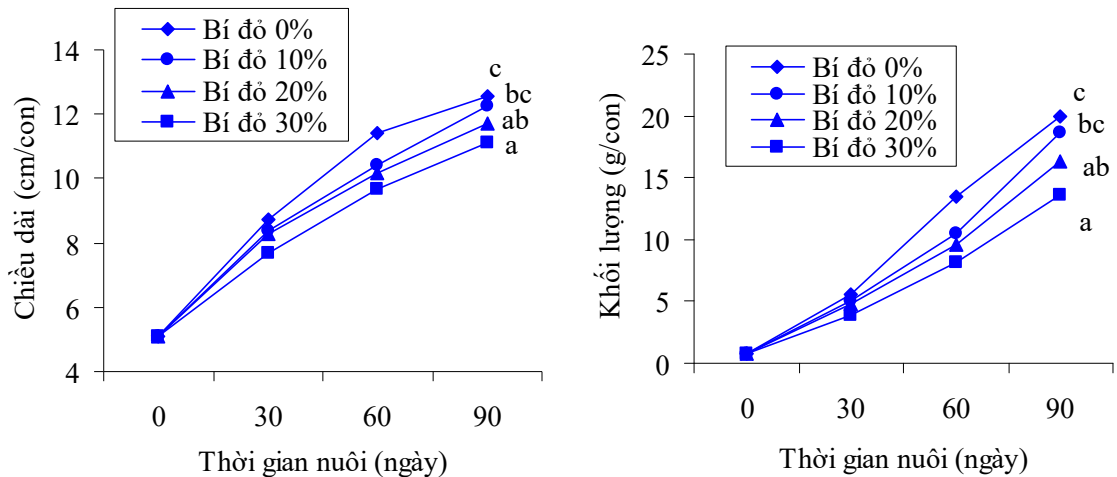 Bí đỏ 0%
Bí đỏ 10%
Bí đỏ 20%
Bí đỏ 30%
14
12
10
8
6
4
Chiều dài (cm/con)
c
bc
ab
a
0 30 60 90
Thời gian nuôi (ngày)
Bí đỏ 0%
Bí đỏ 10%
Bí đỏ 20%
Bí đỏ 30%
25
20
15
10
5
0
Khối lượng (g/con)
c
bc
ab
a
0 30 60 90
Thời gian nuôi (ngày)